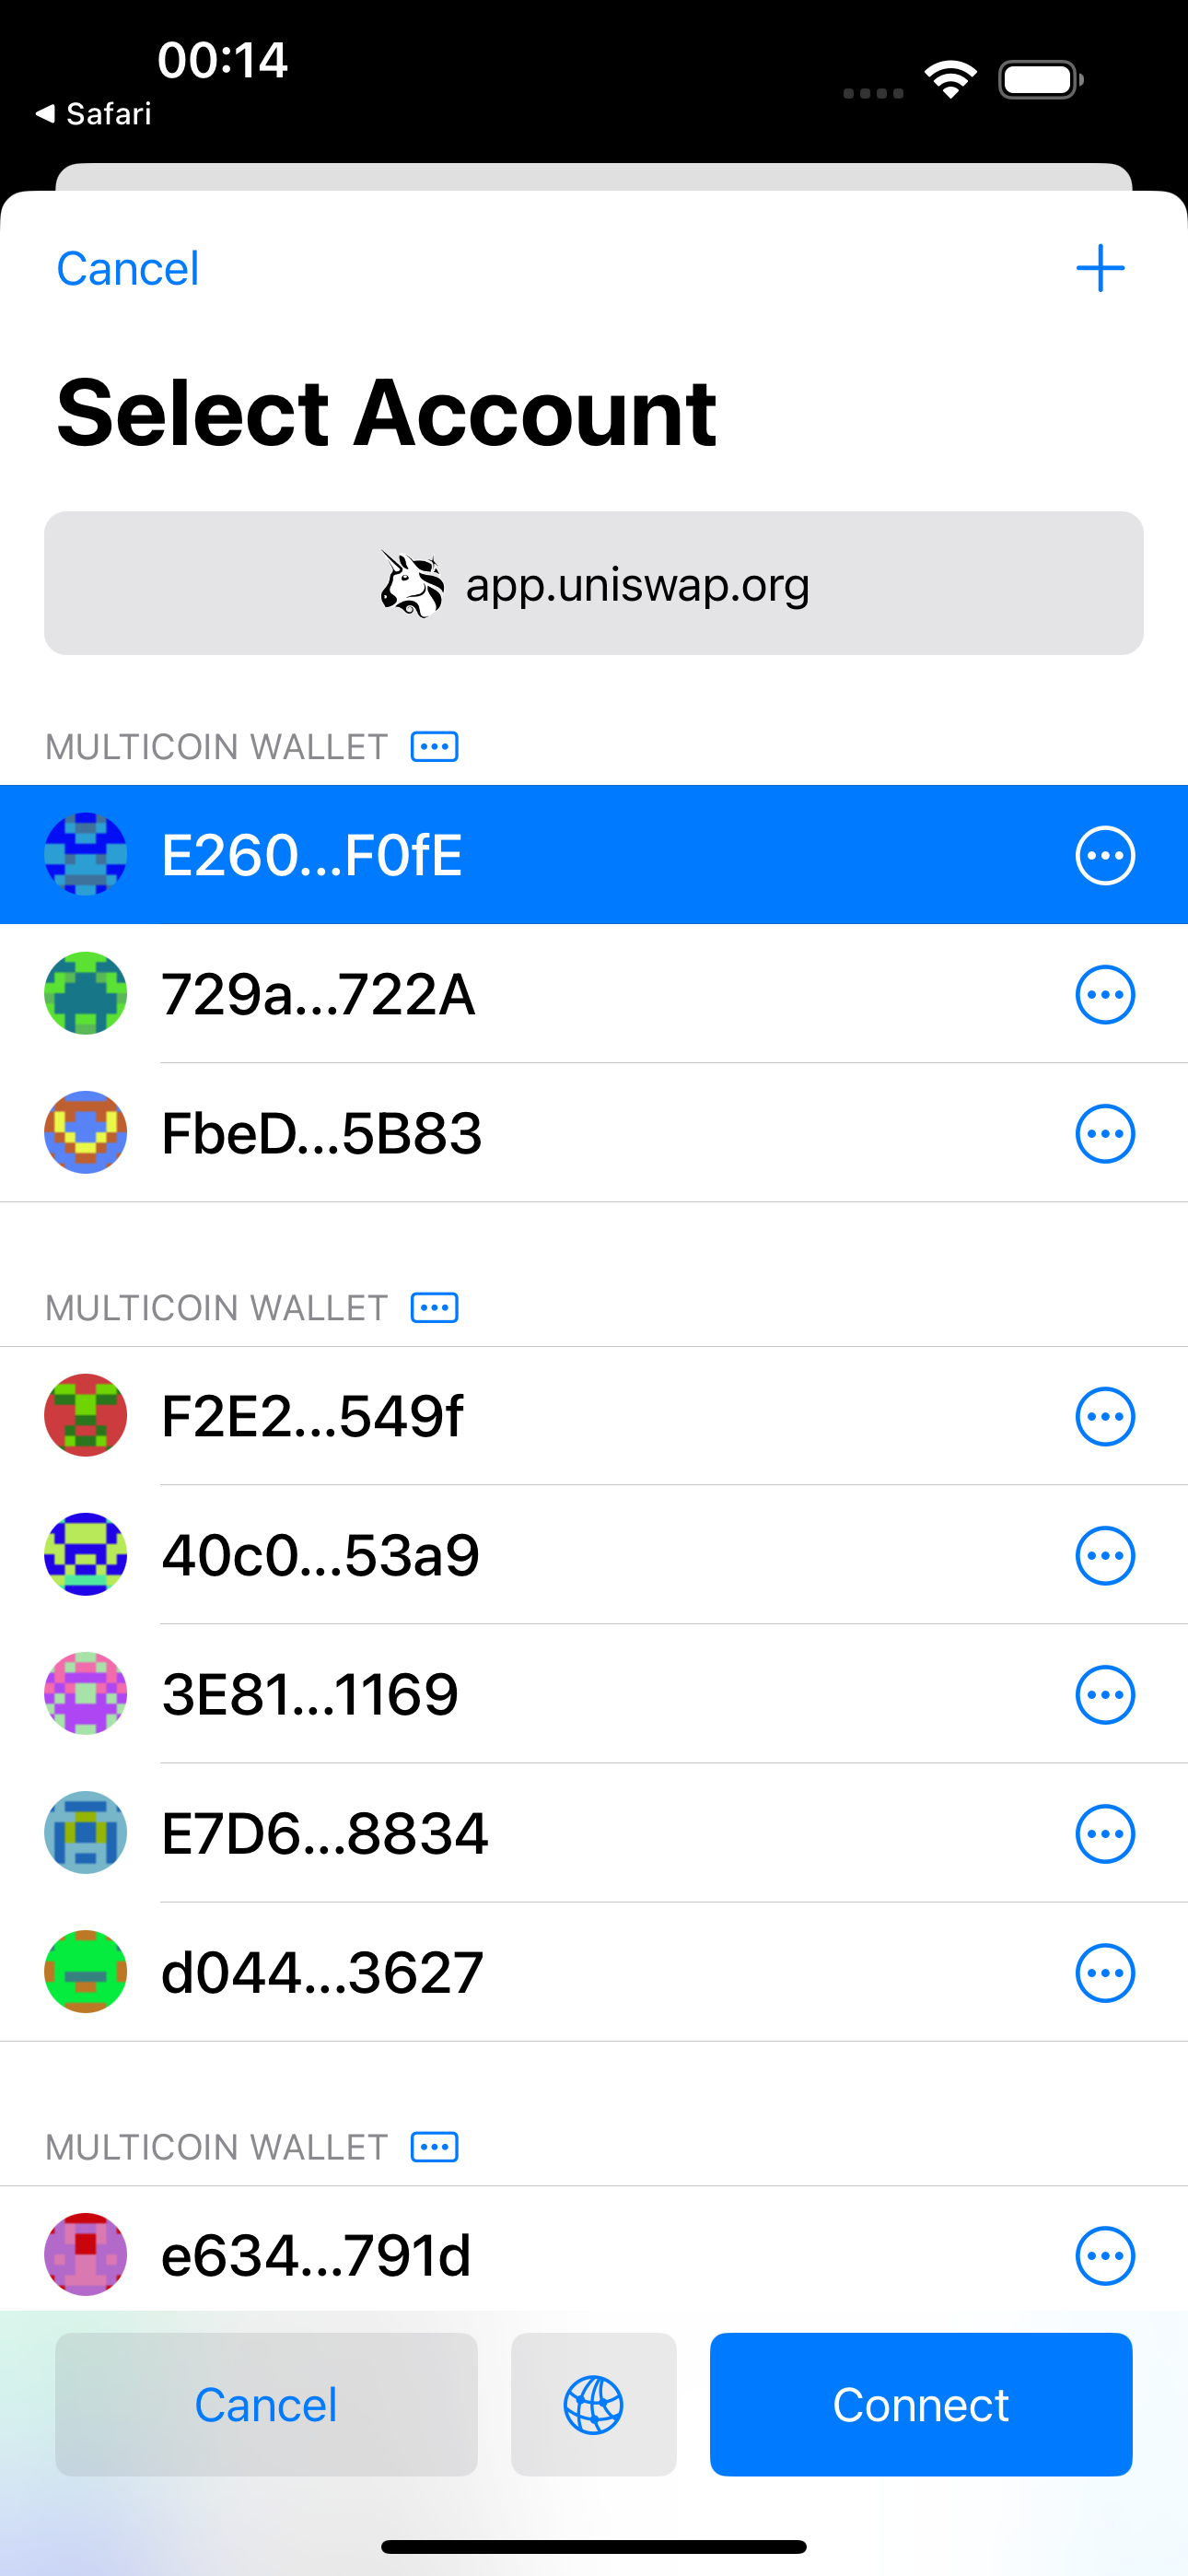 00:14
Safari
Cancel
Select Account
app.uniswap.org
MULTICOIN WALLET
E260...F0fE
729a...722A
FbeD...5B83
MULTICOIN WALLET
F2E2...549f
40c0...53a9
3E81...1169
E7D6...8834
d044...3627
MULTICOIN WALLET
e634...791d
Cancel
Connect